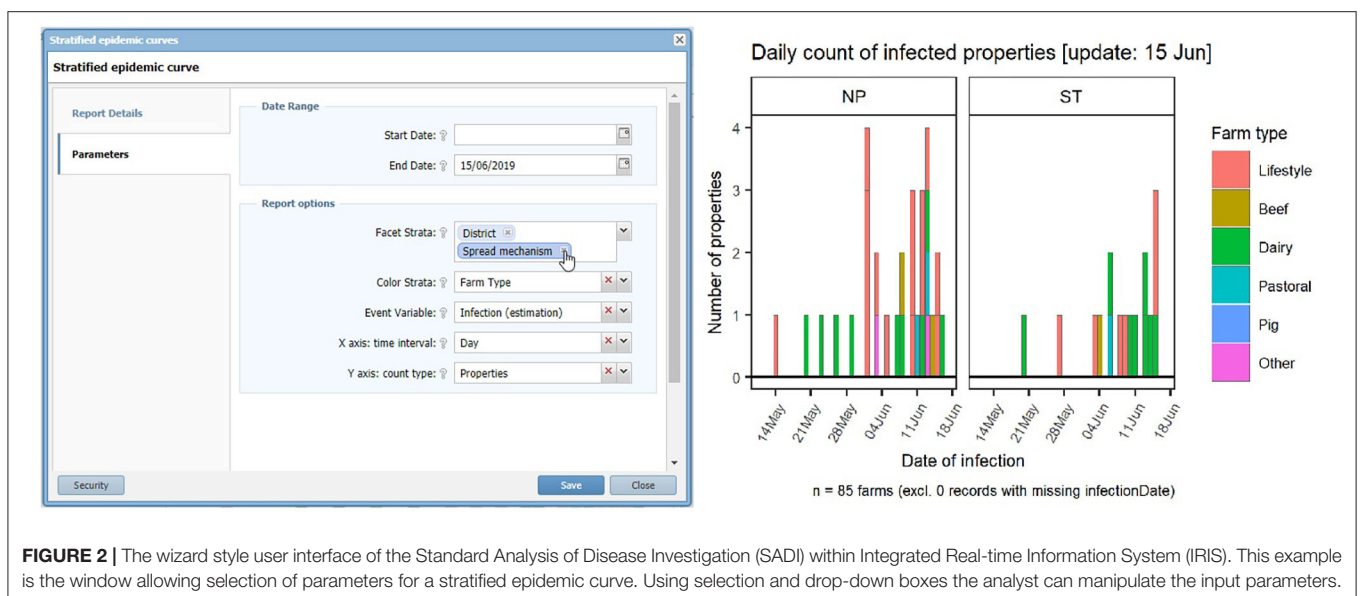 Stratified epidemic curves
Stratified epidemic curve
Report Details
Parameters
Date Range
Start Date:
End Date: 15/06/2019
Report options
Facet Strata: District
Spread mechanism
Color Strata: Farm Type
Event Variable: Infection (estimation)
X axis: time interval: Day
Y axis: count type: Properties
Security Save Close
Daily count of infected properties [update: 15 Jun]
NP ST
Number of properties
4
3
2
1
0
14May 21May 28May 04Jun 11Jun 18Jun 14May 21May 28May 04Jun 11Jun 18Jun
Date of infection
n = 85 farms (excl. 0 records with missing infectionDate)
Farm type
Lifestyle
Beef
Dairy
Pastoral
Pig
Other
FIGURE 2 | The wizard style user interface of the Standard Analysis of Disease Investigation (SADI) within Integrated Real-time Information System (IRIS). This example
is the window allowing selection of parameters for a stratified epidemic curve. Using selection and drop-down boxes the analyst can manipulate the input parameters.